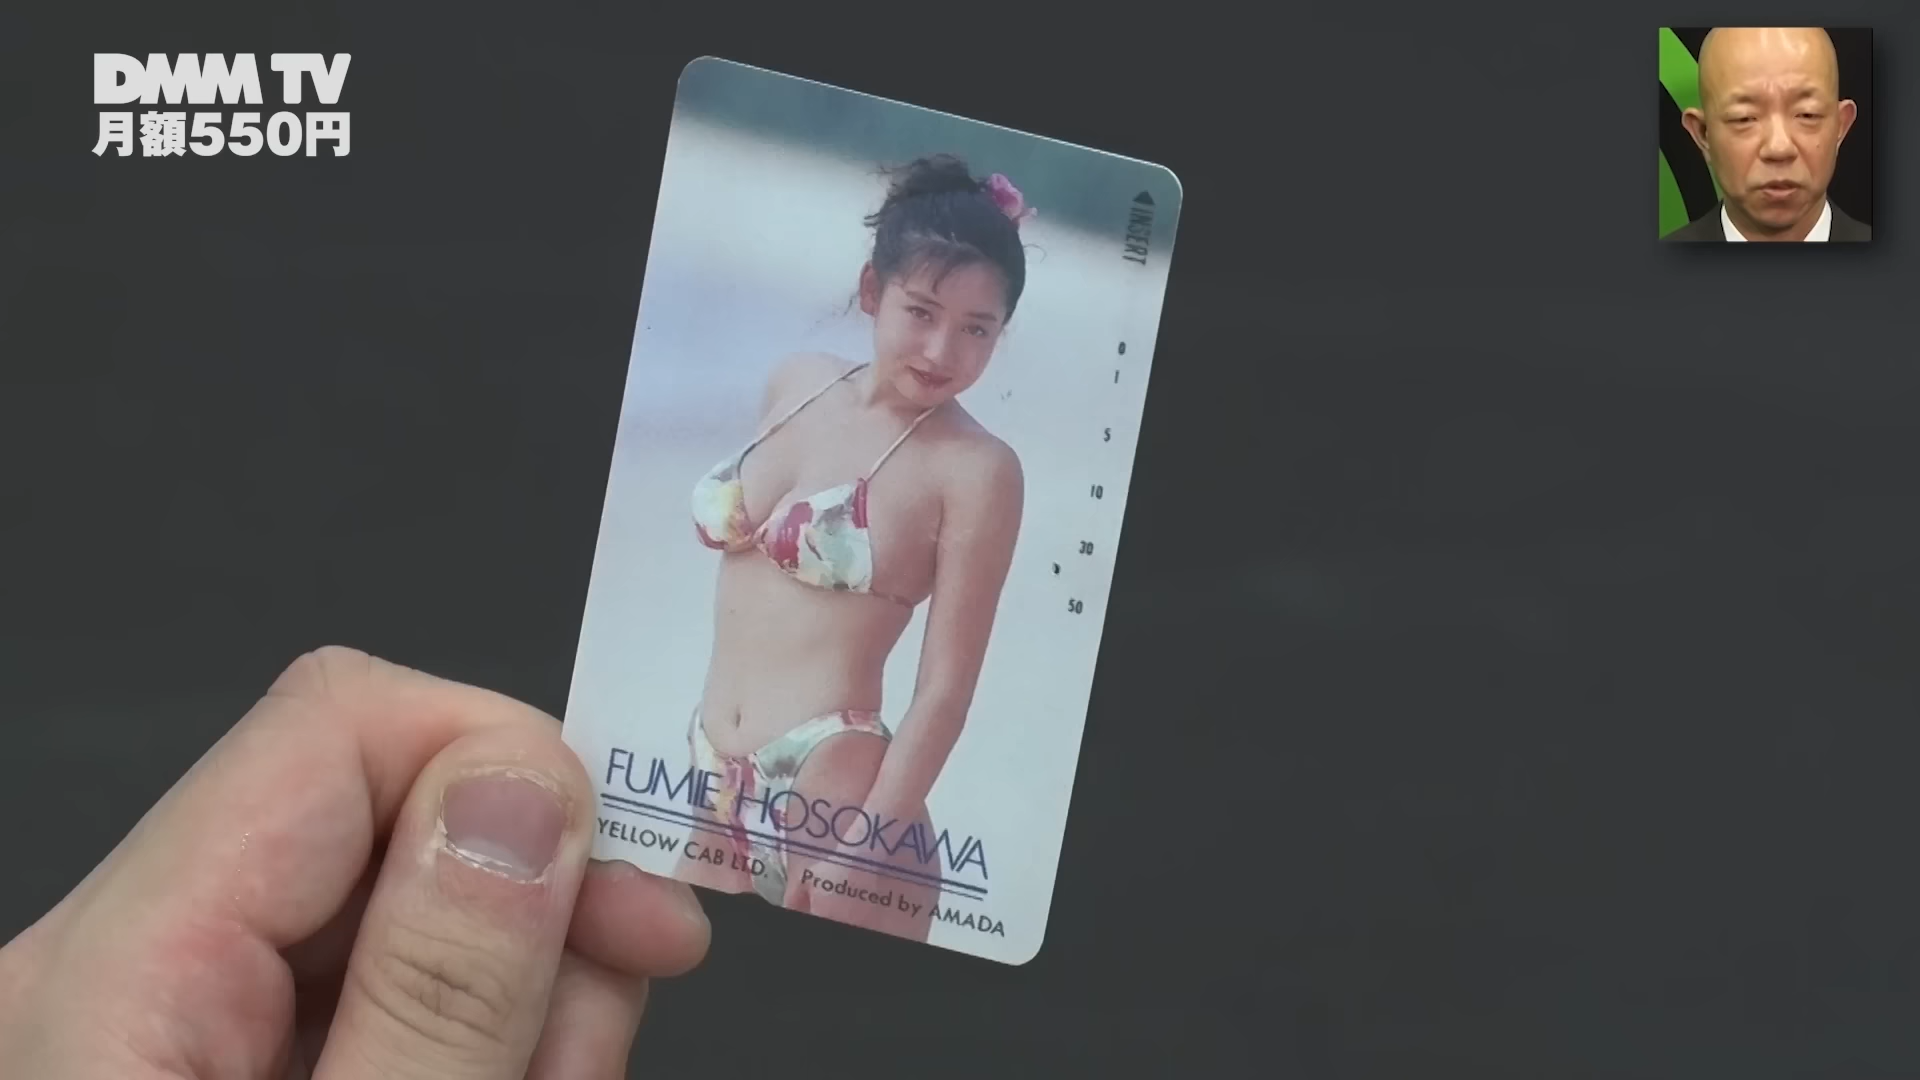 DMM TV
月額550円
◀INSERT
0
1
5
10
30
50
FUMIE HOSOKAWA
YELLOW CAB LTD. Produced by AMADA